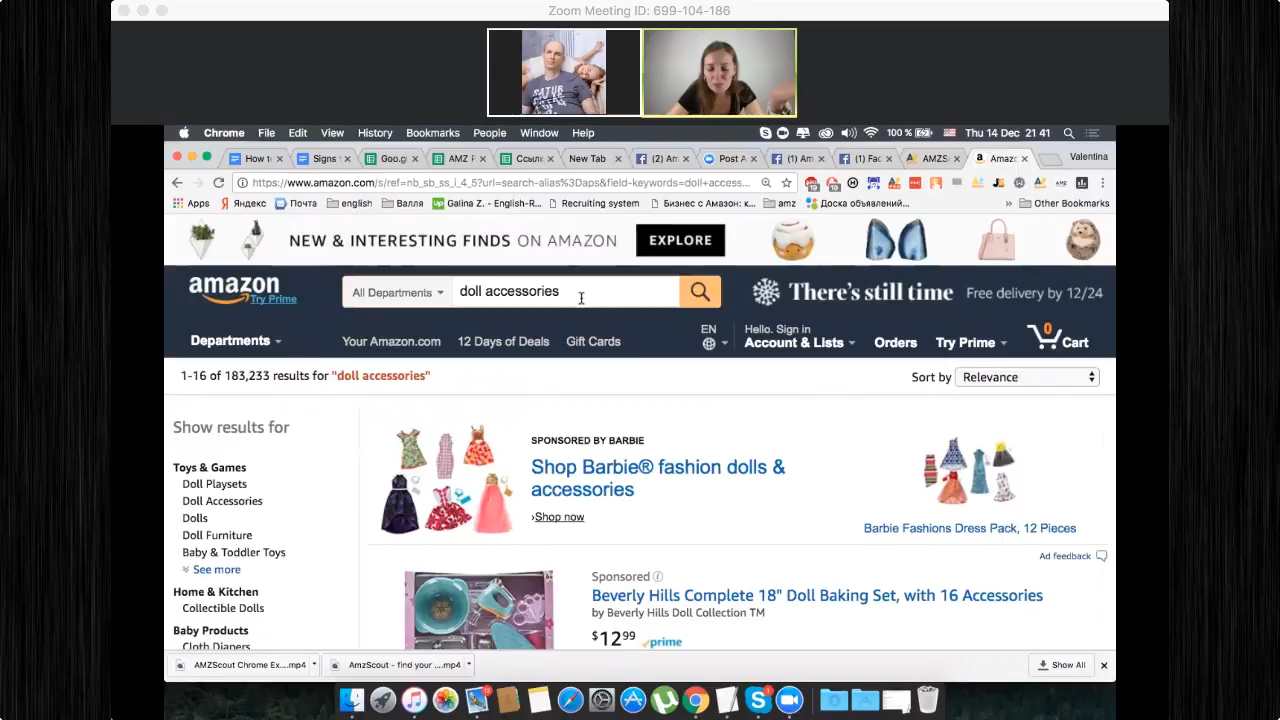 Zoom Meeting ID: 699-104-186
SATUR
Chrome File Edit View History Bookmarks People Window Help 100 % Thu 14 Dec 21 41
How t Signs Goo.g AMZ P Ссылк New Tab (2) Am Post A (1) Am (1) Fac AMZS Amaz Valentina
https://www.amazon.com/s/ref=nb_sb_ss_i_4_5?url=search-alias%3Daps&field-keywords=doll+access...
Apps Яндекс Почта english Валля Galina Z. - English-R... Recruiting system Бизнес с Амазон: к... amz Доска объявлений... » Other Bookmarks
NEW & INTERESTING FINDS ON AMAZON EXPLORE
amazon
Try Prime
All Departments doll accessories
There's still time Free delivery by 12/24
Departments Your Amazon.com 12 Days of Deals Gift Cards
EN
Hello. Sign in
Account & Lists Orders Try Prime 0 Cart
1-16 of 183,233 results for "doll accessories"
Sort by Relevance
Show results for
Toys & Games
Doll Playsets
Doll Accessories
Dolls
Doll Furniture
Baby & Toddler Toys
See more
Home & Kitchen
Collectible Dolls
Baby Products
Cloth Diapers
SPONSORED BY BARBIE
Shop Barbie® fashion dolls &
accessories
›Shop now
Barbie Fashions Dress Pack, 12 Pieces
Ad feedback
Sponsored
Beverly Hills Complete 18" Doll Baking Set, with 16 Accessories
by Beverly Hills Doll Collection TM
$12⁹⁹ prime
AMZScout Chrome Ex....mp4 AmzScout - find your ....mp4 Show All